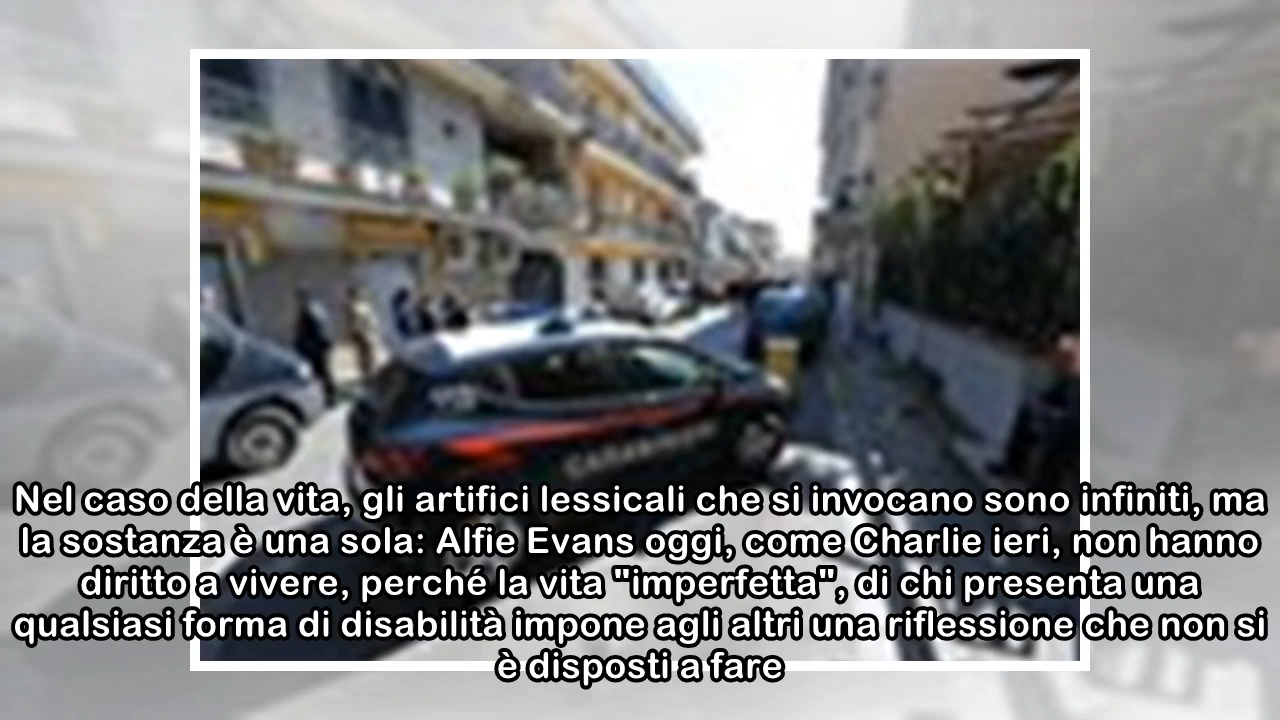 Nel caso della vita, gli artifici lessicali che si invocano sono infiniti, ma
la sostanza è una sola: Alfie Evans oggi, come Charlie ieri, non hanno
diritto a vivere, perché la vita "imperfetta", di chi presenta una
qualsiasi forma di disabilità impone agli altri una riflessione che non si
è disposti a fare